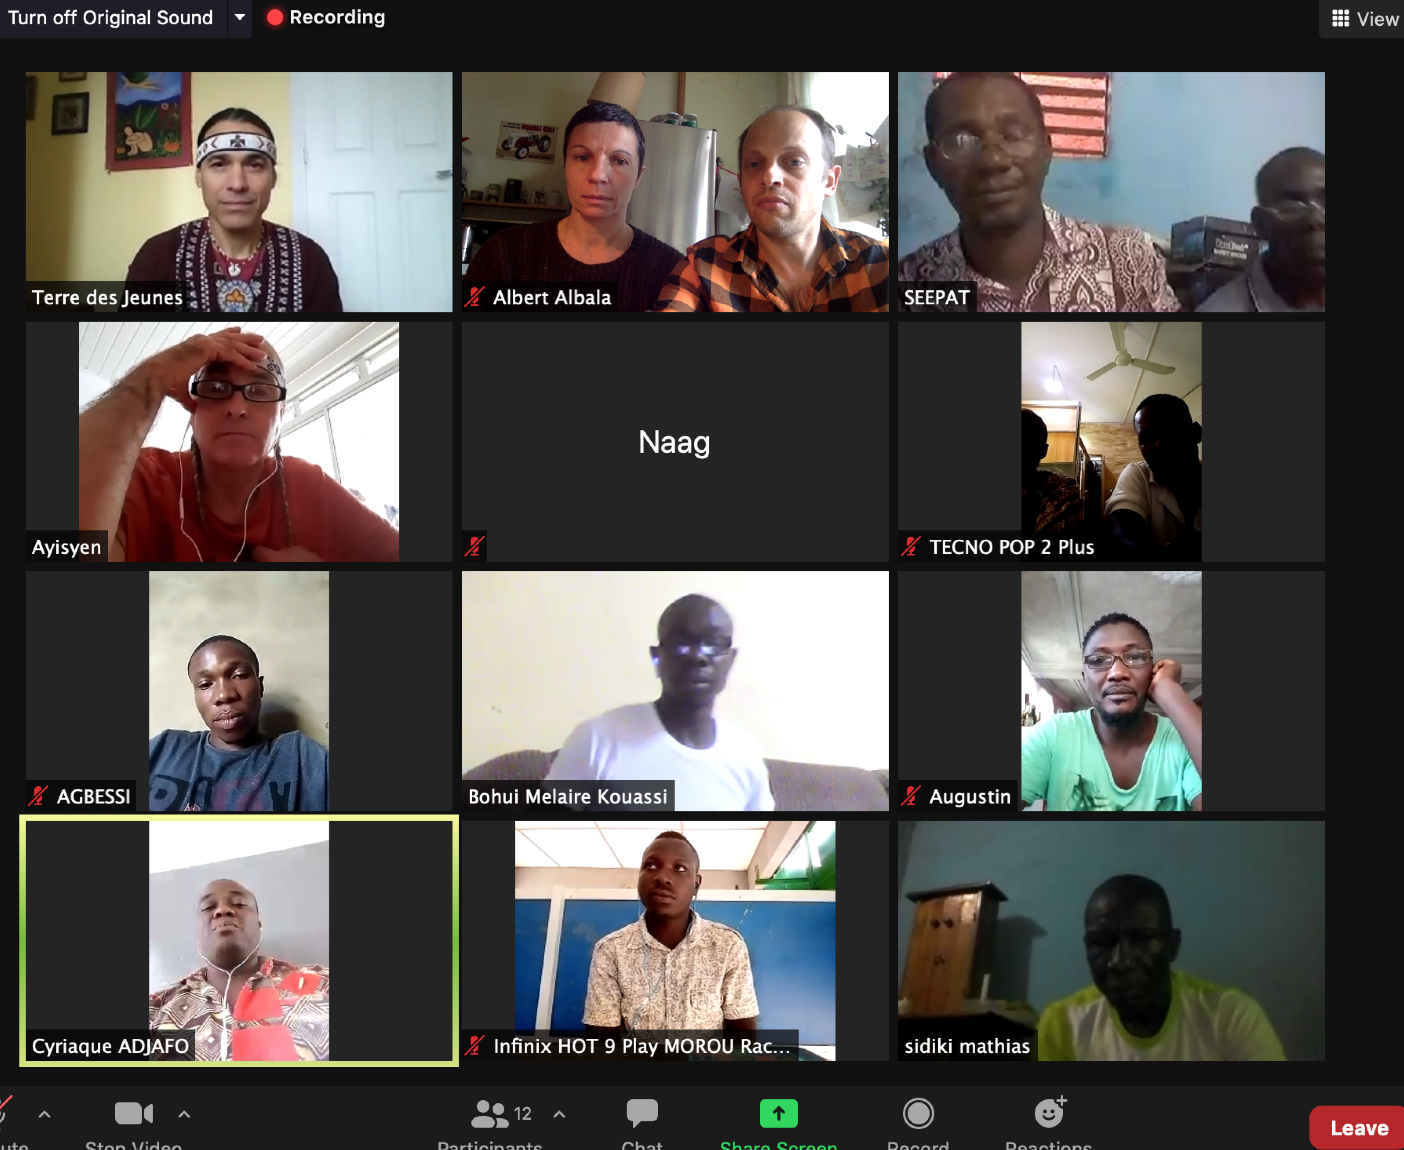 Turn off Original Sound
Recording
View
Terre des Jeunes
Albert Albala
SEEPAT
Ayisyen
Naag
TECNO POP 2 Plus
AGBESSI
Bohui Melaire Kouassi
Augustin
Cyriaque ADJAFO
Infinix HOT 9 Play MOROU Rac...
sidiki mathias
12
Stop Video
Participants
Chat
Share Screen
Record
Reactions
Leave